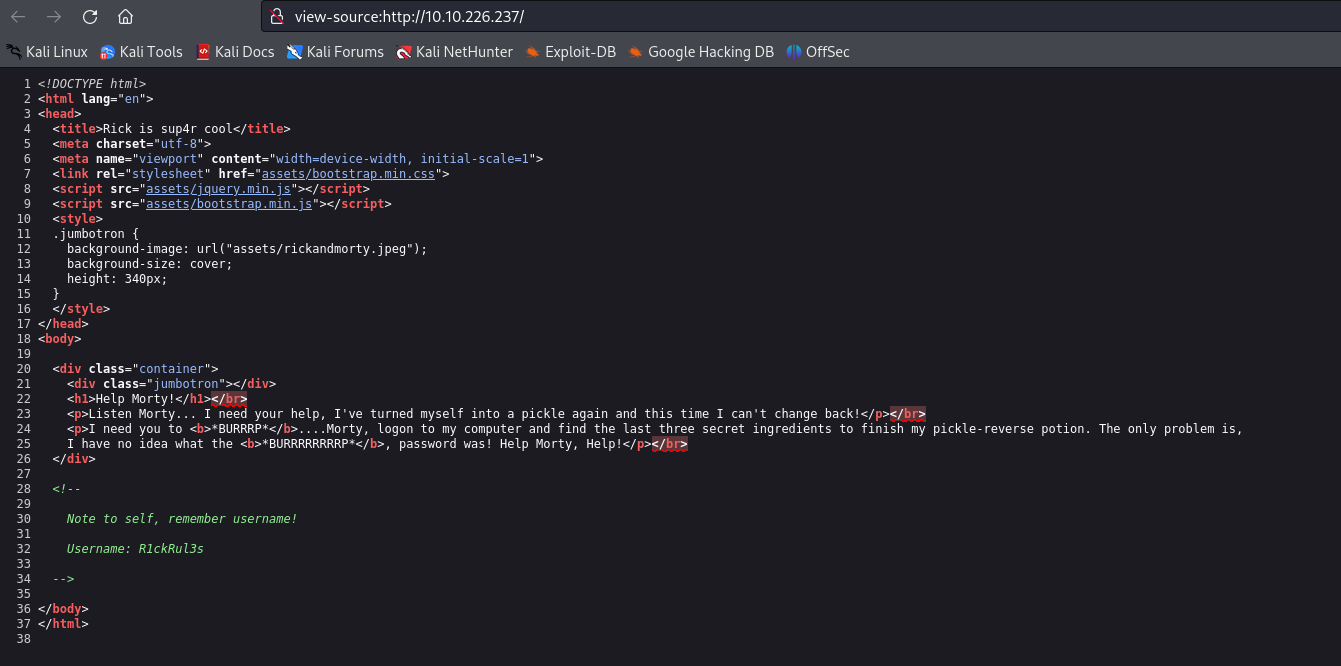 view-source:http://10.10.226.237/
Kali Linux Kali Tools Kali Docs Kali Forums Kali NetHunter Exploit-DB Google Hacking DB OffSec
1 <!DOCTYPE html>
2 <html lang="en">
3 <head>
4   <title>Rick is sup4r cool</title>
5   <meta charset="utf-8">
6   <meta name="viewport" content="width=device-width, initial-scale=1">
7   <link rel="stylesheet" href="assets/bootstrap.min.css">
8   <script src="assets/jquery.min.js"></script>
9   <script src="assets/bootstrap.min.js"></script>
10   <style>
11   .jumbotron {
12     background-image: url("assets/rickandmorty.jpeg");
13     background-size: cover;
14     height: 340px;
15   }
16   </style>
17 </head>
18 <body>
19
20   <div class="container">
21     <div class="jumbotron"></div>
22     <h1>Help Morty!</h1></br>
23     <p>Listen Morty... I need your help, I've turned myself into a pickle again and this time I can't change back!</p></br>
24     <p>I need you to <b>*BURRRP*</b>....Morty, logon to my computer and find the last three secret ingredients to finish my pickle-reverse potion. The only problem is,
25     I have no idea what the <b>*BURRRRRRRRP*</b>, password was! Help Morty, Help!</p></br>
26   </div>
27
28   <!--
29
30     Note to self, remember username!
31
32     Username: R1ckRul3s
33
34   -->
35
36 </body>
37 </html>
38